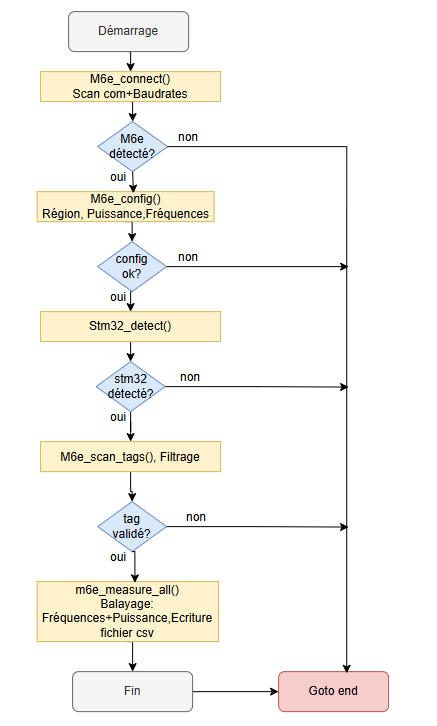 Démarrage
M6e_connect()
Scan com+Baudrates
M6e
détecté?
non
oui
M6e_config()
Région, Puissance,Fréquences
config
ok?
non
oui
Stm32_detect()
stm32
détecté?
non
oui
M6e_scan_tags(), Filtrage
tag
validé?
non
oui
m6e_measure_all()
Balayage:
Fréquences+Puissance,Ecriture
fichier csv
Fin
Goto end